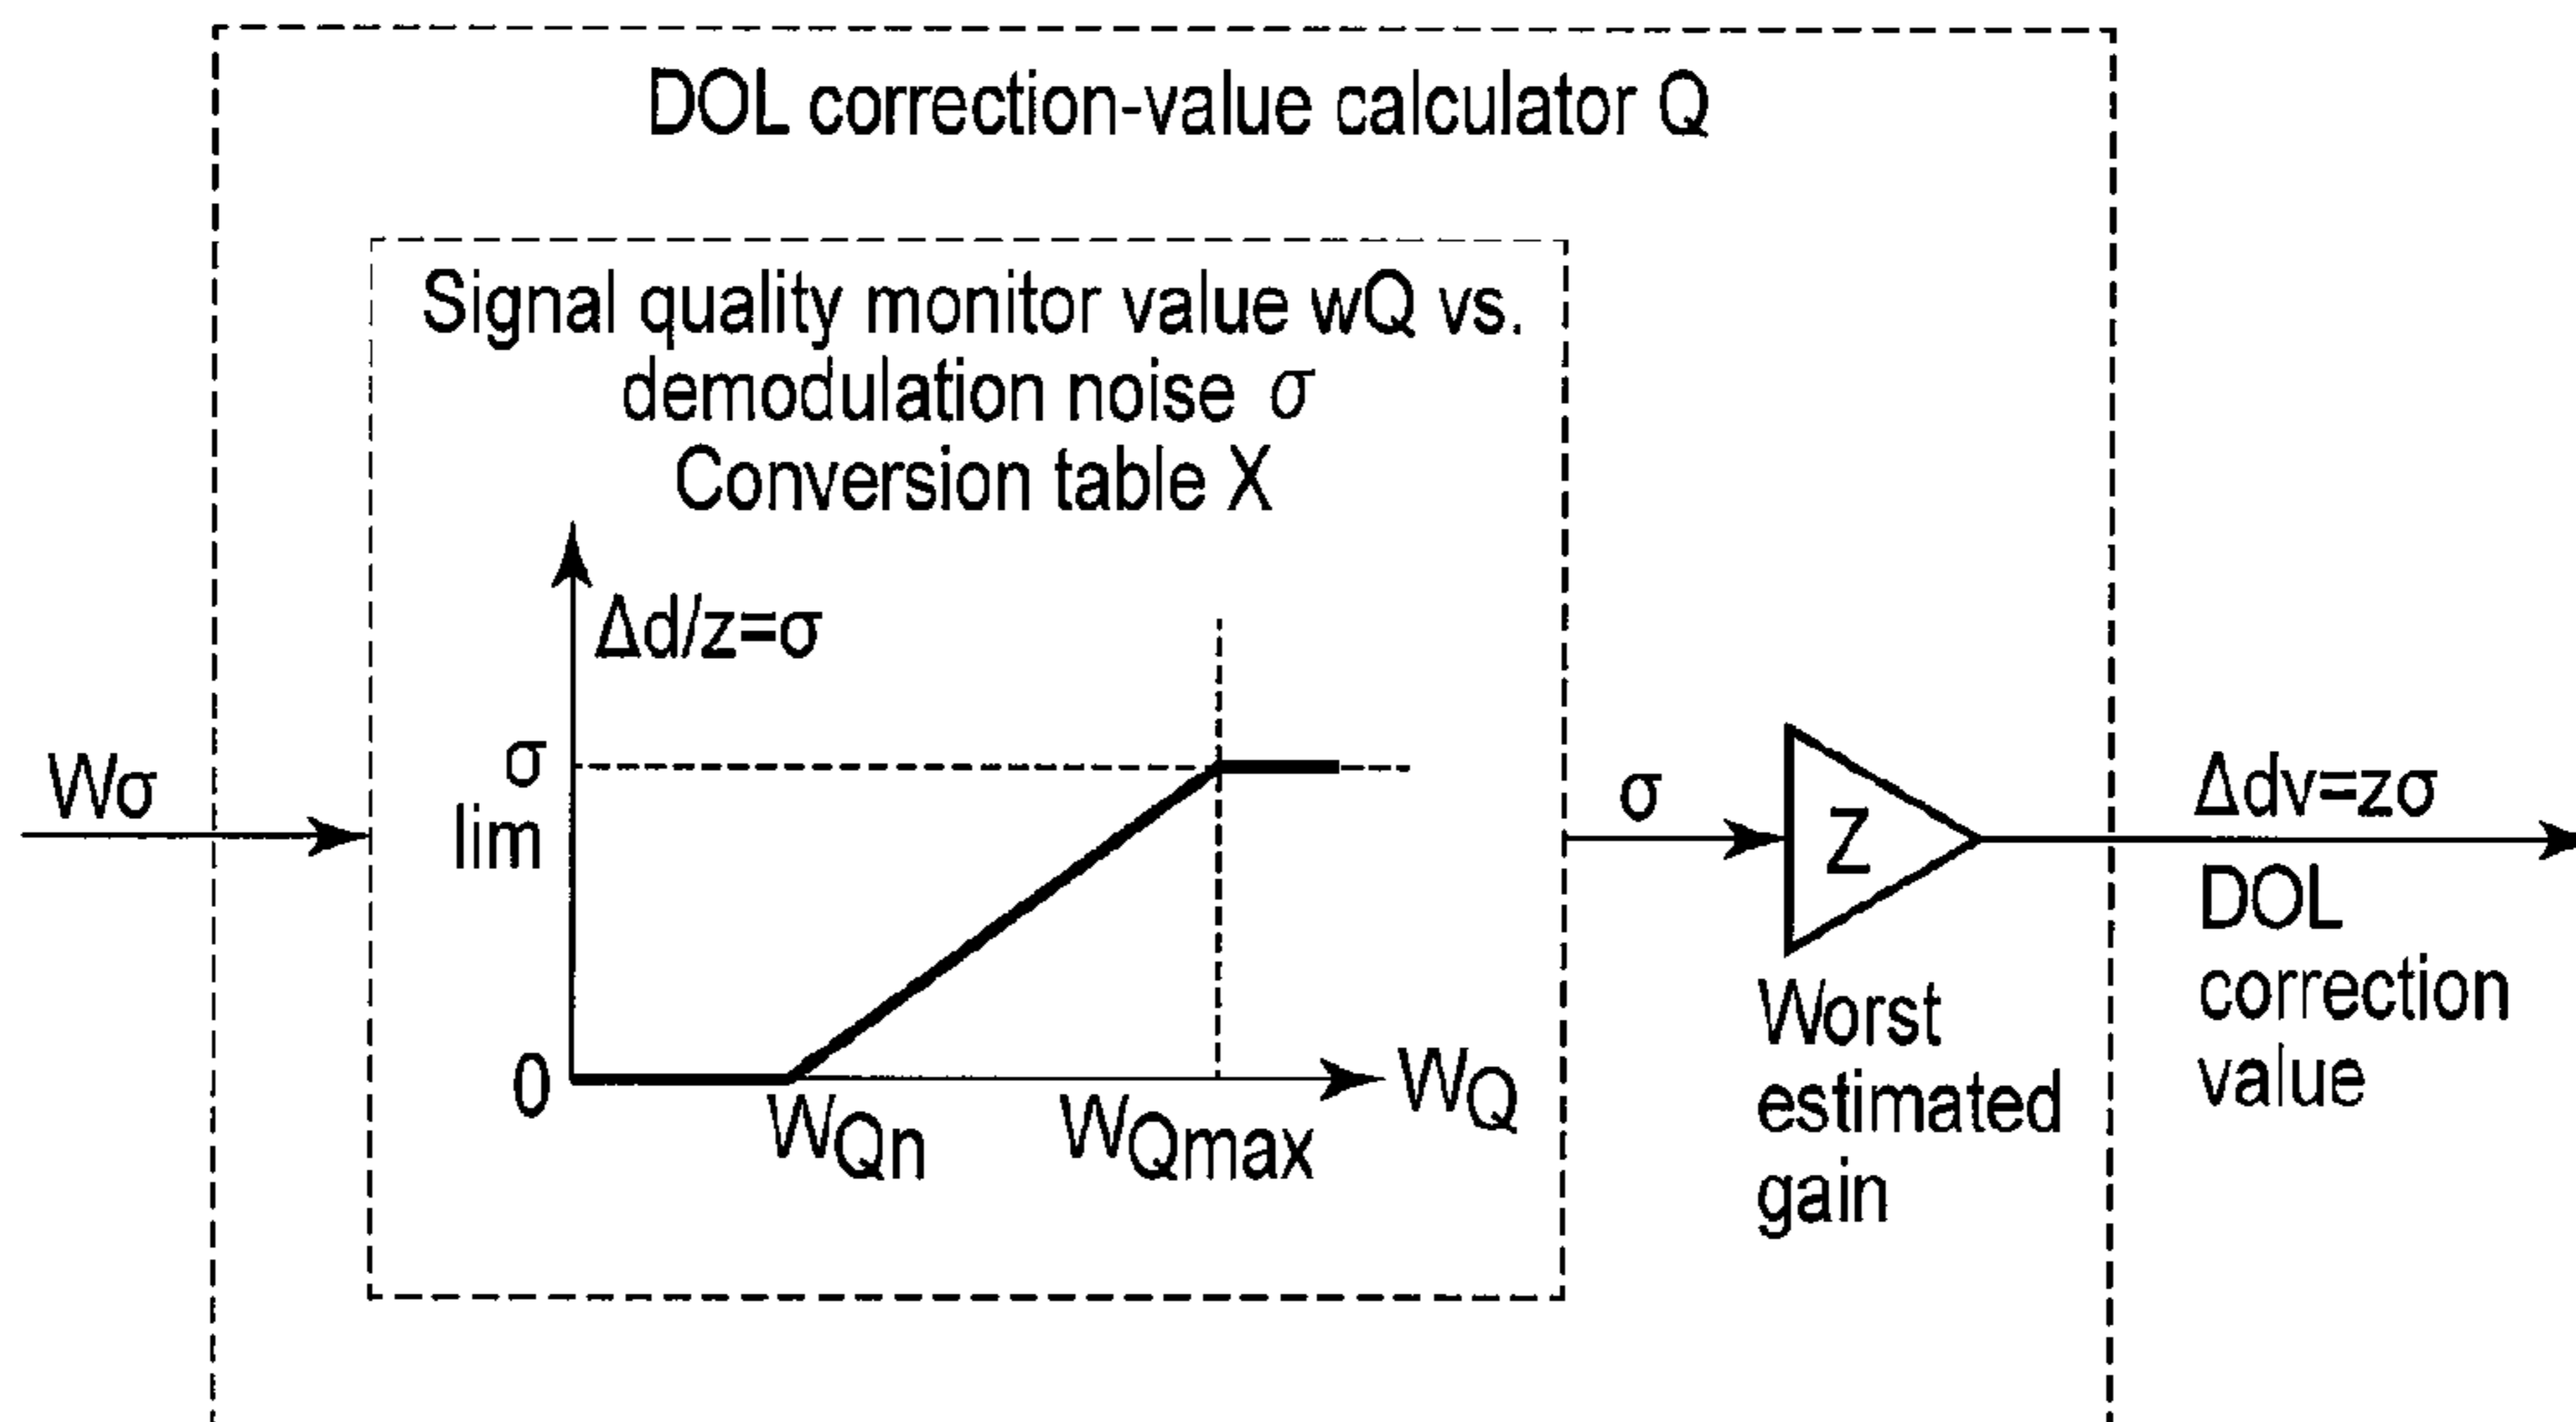 DOL correction-value calculator Q
Signal quality monitor value wQ vs.
demodulation noise σ
Conversion table X
Δd/z=σ
σ
lim
0
WQn
WQmax
WQ
Wσ
σ
Z
Worst
estimated
gain
Δdv=zσ
DOL
correction
value